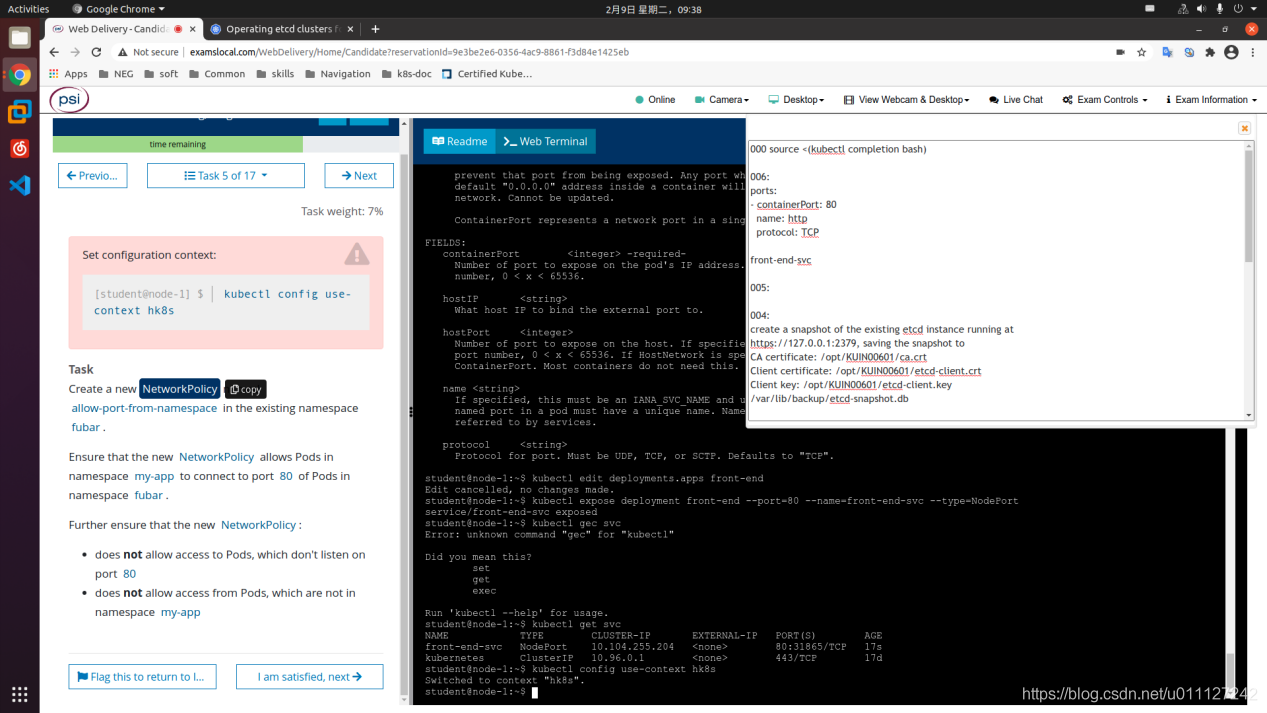 Activities
Google Chrome
2月9日 星期二，09:38
Web Delivery - Candida
Operating etcd clusters f
Not secure | examslocal.com/WebDelivery/Home/Candidate?reservationId=9e3be2e6-0356-4ac9-8861-f3d84e1425eb
Apps NEG soft Common skills Navigation k8s-doc Certified Kube...
psi
Online Camera Desktop View Webcam & Desktop Live Chat Exam Controls Exam Information
time remaining
Previo...
Task 5 of 17
Next
Task weight: 7%
Set configuration context:
[student@node-1] $ | kubectl config use-
context hk8s
Task
Create a new NetworkPolicy copy
allow-port-from-namespace in the existing namespace
fubar .
Ensure that the new NetworkPolicy allows Pods in
namespace my-app to connect to port 80 of Pods in
namespace fubar .
Further ensure that the new NetworkPolicy :
• does not allow access to Pods, which don't listen on
port 80
• does not allow access from Pods, which are not in
namespace my-app
Flag this to return to l...
I am satisfied, next
Readme
Web Terminal
prevent that port from being exposed. Any port wh
default "0.0.0.0" address inside a container wil
network. Cannot be updated.
ContainerPort represents a network port in a sing
FIELDS:
containerPort <integer> -required-
Number of port to expose on the pod's IP address.
number, 0 < x < 65536.
hostIP <string>
What host IP to bind the external port to.
hostPort <integer>
Number of port to expose on the host. If specifie
port number, 0 < x < 65536. If HostNetwork is spe
ContainerPort. Most containers do not need this.
name <string>
If specified, this must be an IANA_SVC_NAME and u
named port in a pod must have a unique name. Name
referred to by services.
protocol <string>
Protocol for port. Must be UDP, TCP, or SCTP. Defaults to "TCP".
student@node-1:~$ kubectl edit deployments.apps front-end
Edit cancelled, no changes made.
student@node-1:~$ kubectl expose deployment front-end --port=80 --name=front-end-svc --type=NodePort
service/front-end-svc exposed
student@node-1:~$ kubectl gec svc
Error: unknown command "gec" for "kubectl"
Did you mean this?
set
get
exec
Run 'kubectl --help' for usage.
student@node-1:~$ kubectl get svc
NAME TYPE CLUSTER-IP EXTERNAL-IP PORT(S) AGE
front-end-svc NodePort 10.104.255.204 <none> 80:31865/TCP 17s
kubernetes ClusterIP 10.96.0.1 <none> 443/TCP 17d
student@node-1:~$ kubectl config use-context hk8s
Switched to context "hk8s".
student@node-1:~$
000 source <(kubectl completion bash)
006:
ports:
- containerPort: 80
name: http
protocol: TCP
front-end-svc
005:
004:
create a snapshot of the existing etcd instance running at
https://127.0.0.1:2379, saving the snapshot to
CA certificate: /opt/KUIN00601/ca.crt
Client certificate: /opt/KUIN00601/etcd-client.crt
Client key: /opt/KUIN00601/etcd-client.key
/var/lib/backup/etcd-snapshot.db
https://blog.csdn.net/u011127242